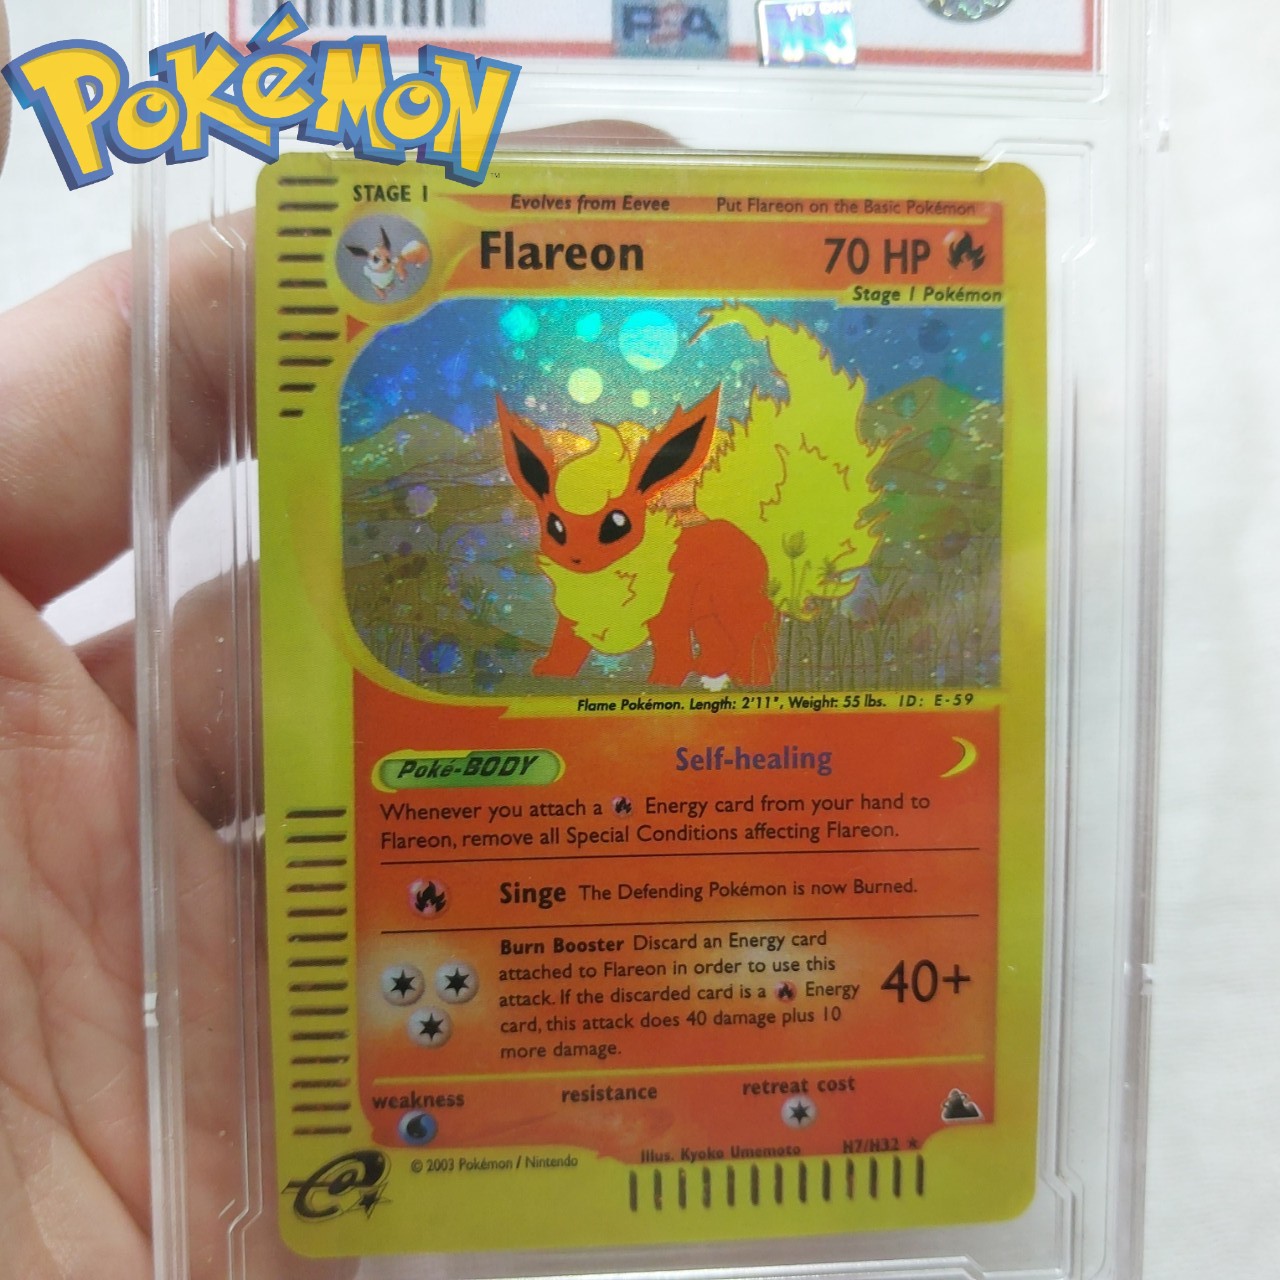 POKéMON
™
PSA
STAGE 1
Evolves from Eevee
Put Flareon on the Basic Pokémon
Flareon
70 HP
Stage 1 Pokémon
Flame Pokémon. Length: 2'11", Weight: 55 lbs. ID: E-59
Poké-BODY
Self-healing
Whenever you attach a Energy card from your hand to
Flareon, remove all Special Conditions affecting Flareon.
Singe The Defending Pokémon is now Burned.
Burn Booster Discard an Energy card
attached to Flareon in order to use this
attack. If the discarded card is a Energy
card, this attack does 40 damage plus 10
more damage.
40+
weakness
resistance
retreat cost
Illus. Kyoko Umemoto
H7/H32
© 2003 Pokémon / Nintendo
e